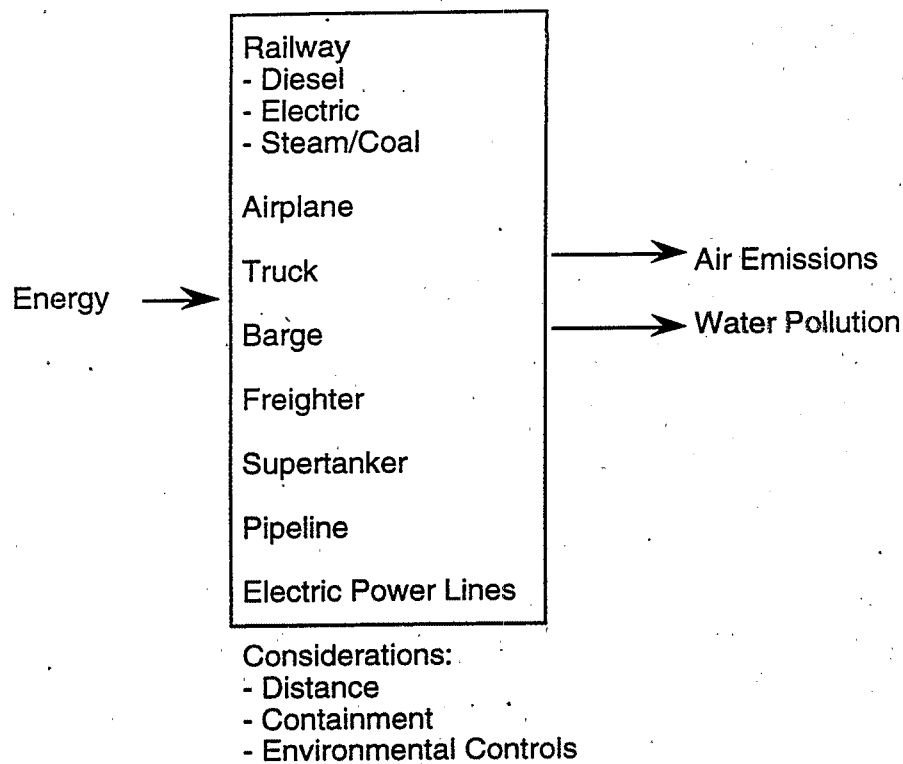 Railway
- Diesel
- Electric
- Steam/Coal
Airplane
Truck
Barge
Freighter
Supertanker
Pipeline
Electric Power Lines
Energy
Air Emissions
Water Pollution
Considerations:
- Distance
- Containment
- Environmental Controls